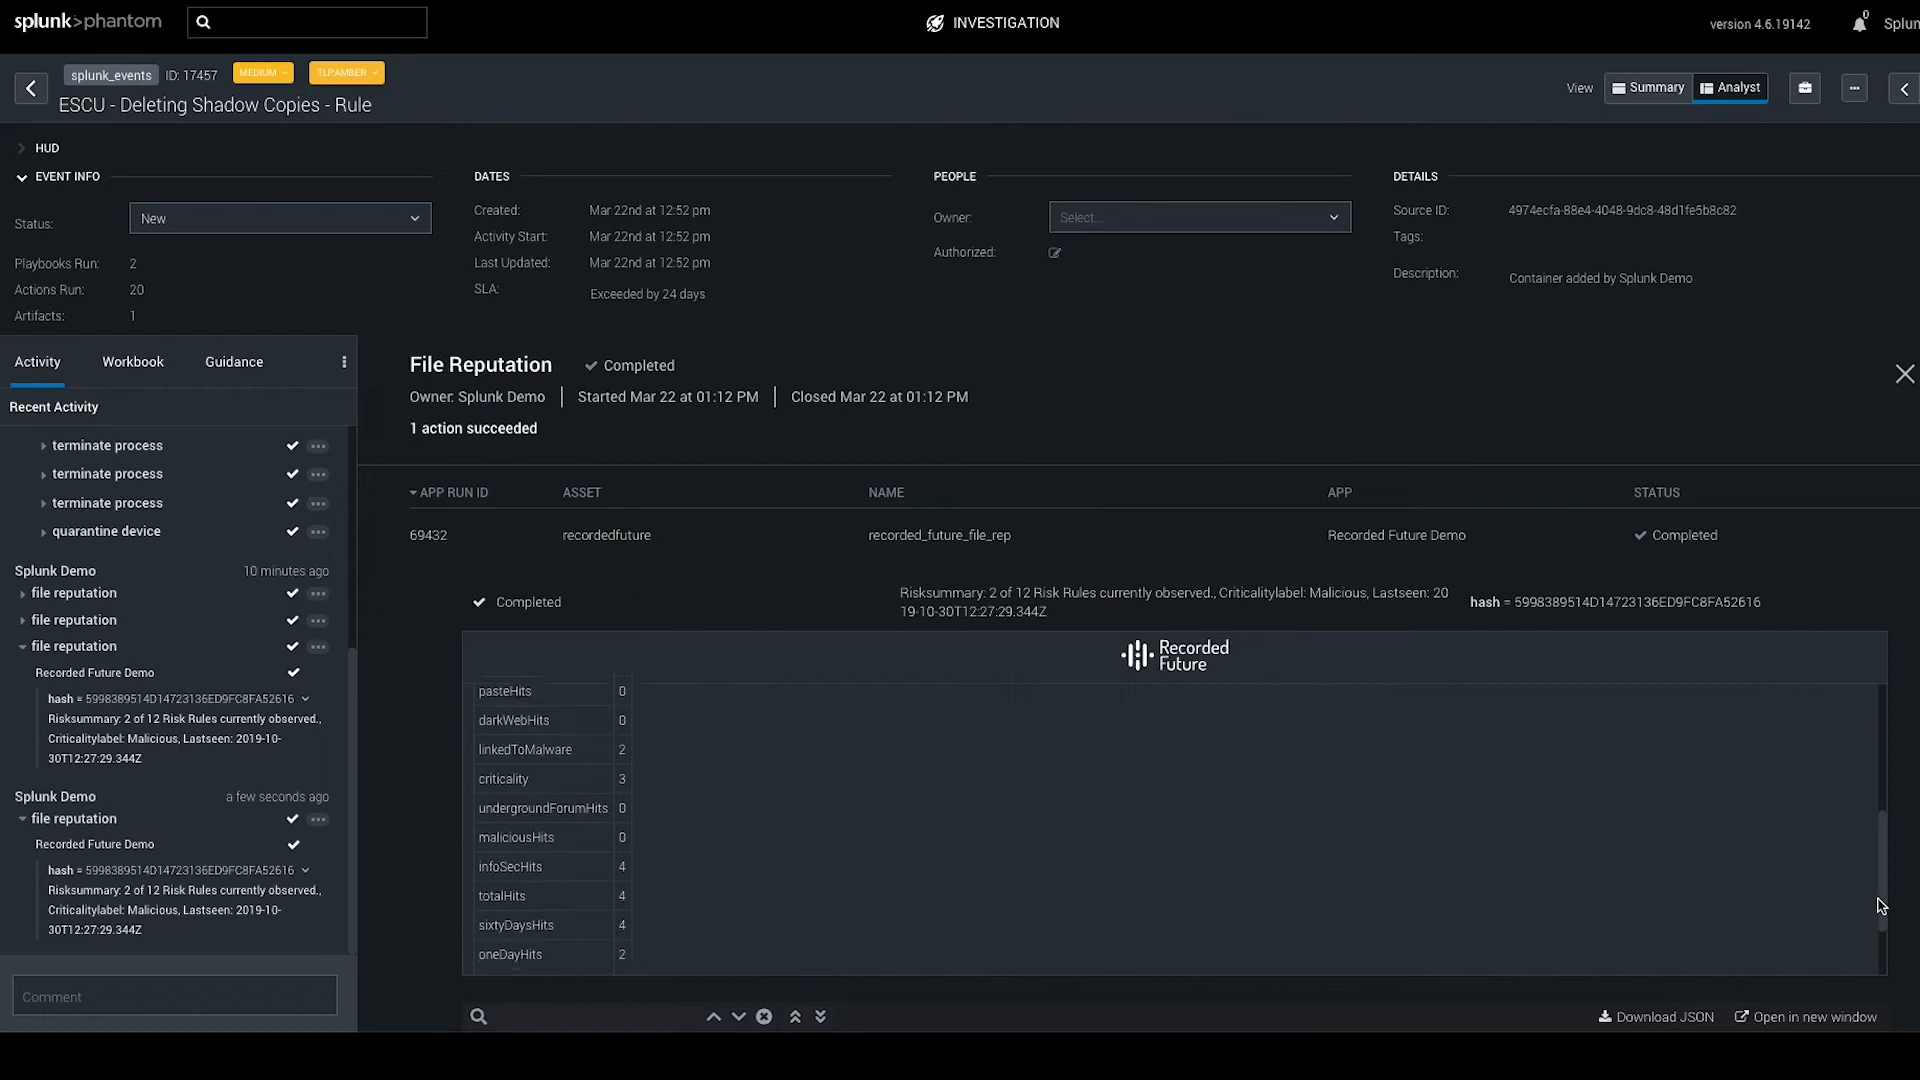 splunk>phantom
INVESTIGATION
version 4.6.19142
0
Splun
splunk_events
ID: 17457
MEDIUM
TLP:AMBER
ESCU - Deleting Shadow Copies - Rule
View
Summary
Analyst
HUD
EVENT INFO
DATES
PEOPLE
DETAILS
Status:
New
Created:
Mar 22nd at 12:52 pm
Owner:
Select...
Source ID:
4974ecfa-88e4-4048-9dc8-48d1fe5b8c82
Activity Start:
Mar 22nd at 12:52 pm
Tags:
Authorized:
Playbooks Run:
2
Last Updated:
Mar 22nd at 12:52 pm
Description:
Container added by Splunk Demo
Actions Run:
20
SLA:
Exceeded by 24 days
Artifacts:
1
Activity
Workbook
Guidance
Recent Activity
terminate process
terminate process
terminate process
quarantine device
Splunk Demo
10 minutes ago
file reputation
file reputation
file reputation
Recorded Future Demo
hash = 5998389514D14723136ED9FC8FA52616
Risksummary: 2 of 12 Risk Rules currently observed.,
Criticalitylabel: Malicious, Lastseen: 2019-10-
30T12:27:29.344Z
Splunk Demo
a few seconds ago
file reputation
Recorded Future Demo
hash = 5998389514D14723136ED9FC8FA52616
Risksummary: 2 of 12 Risk Rules currently observed.,
Criticalitylabel: Malicious, Lastseen: 2019-10-
30T12:27:29.344Z
Comment
File Reputation
Completed
Owner: Splunk Demo
Started Mar 22 at 01:12 PM
Closed Mar 22 at 01:12 PM
1 action succeeded
APP RUN ID
ASSET
NAME
APP
STATUS
69432
recordedfuture
recorded_future_file_rep
Recorded Future Demo
Completed
Completed
Risksummary: 2 of 12 Risk Rules currently observed., Criticalitylabel: Malicious, Lastseen: 20
19-10-30T12:27:29.344Z
hash = 5998389514D14723136ED9FC8FA52616
Recorded
Future
pasteHits 0
darkWebHits 0
linkedToMalware 2
criticality 3
undergroundForumHits 0
maliciousHits 0
infoSecHits 4
totalHits 4
sixtyDaysHits 4
oneDayHits 2
Download JSON
Open in new window